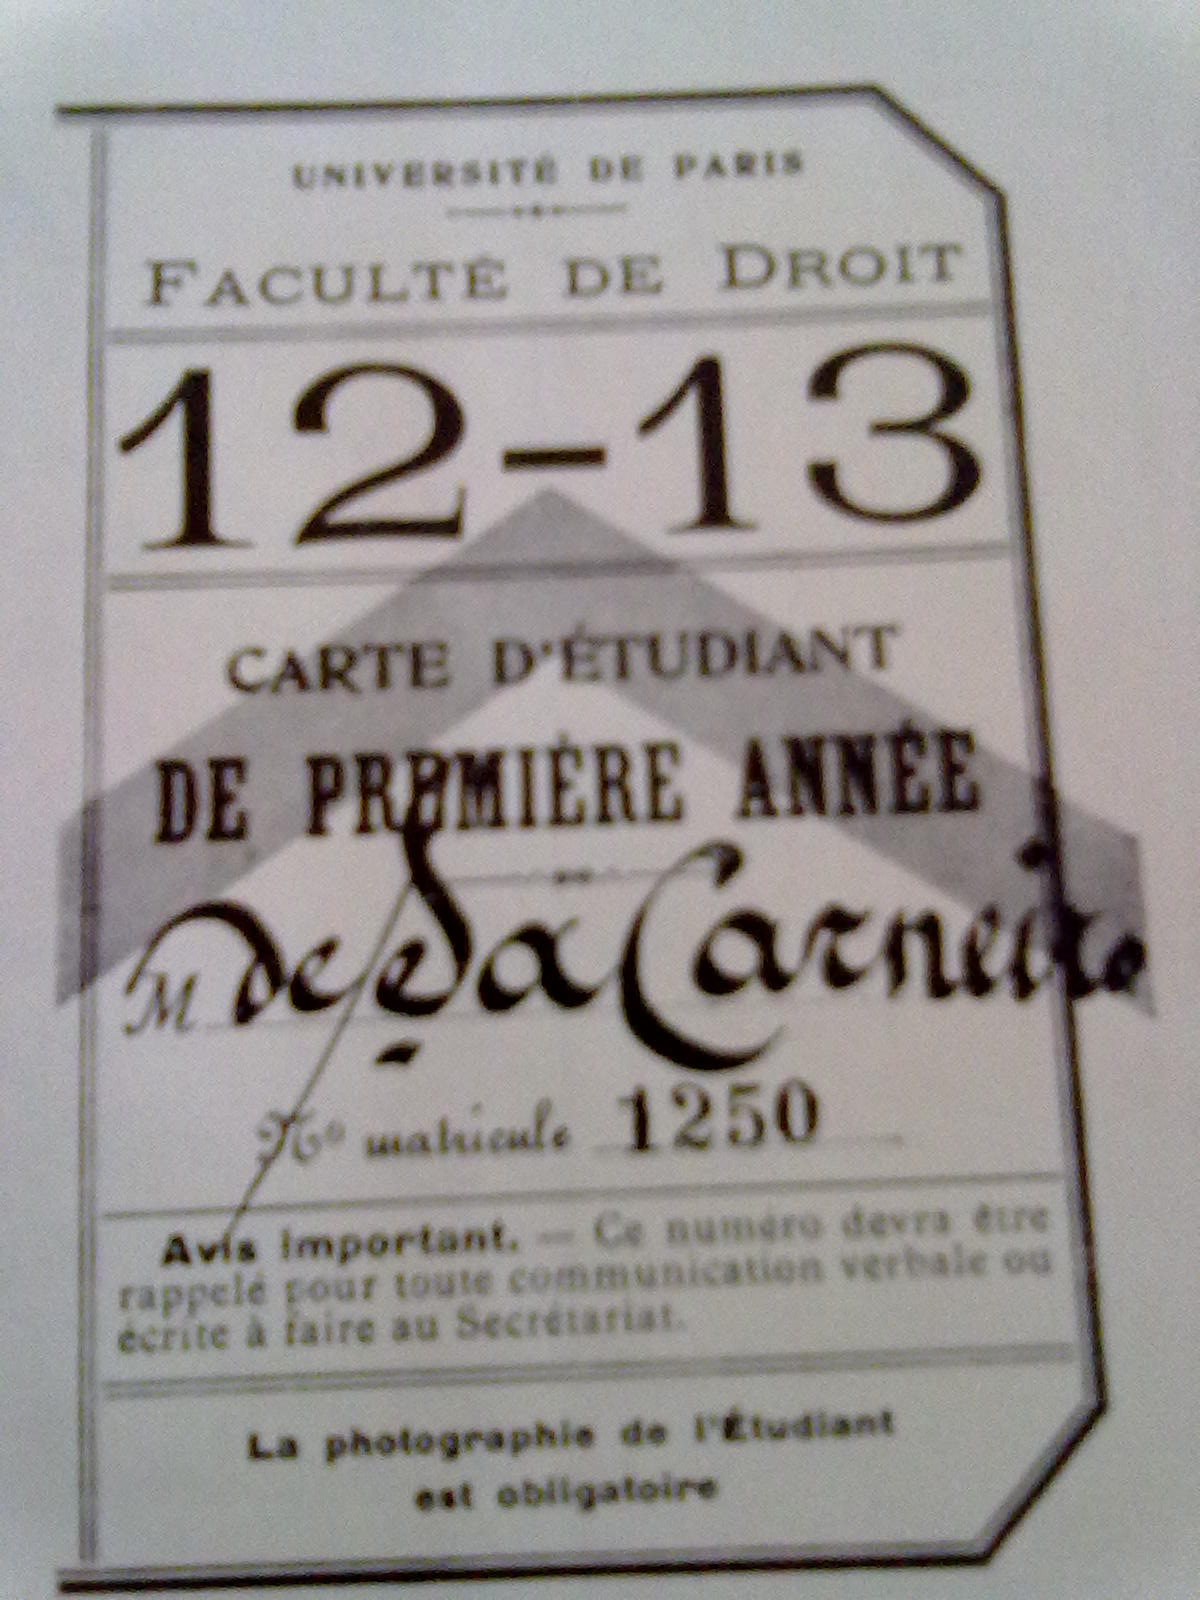 UNIVERSITÉ DE PARIS
FACULTÉ DE DROIT
12-13
CARTE D'ÉTUDIANT
DE PREMIÈRE ANNÉE
M de Sa Carneiro
No matricule 1250
Avis important. — Ce numéro devra être
rappelé pour toute communication verbale ou
écrite à faire au Secrétariat.
La photographie de l'Étudiant
est obligatoire